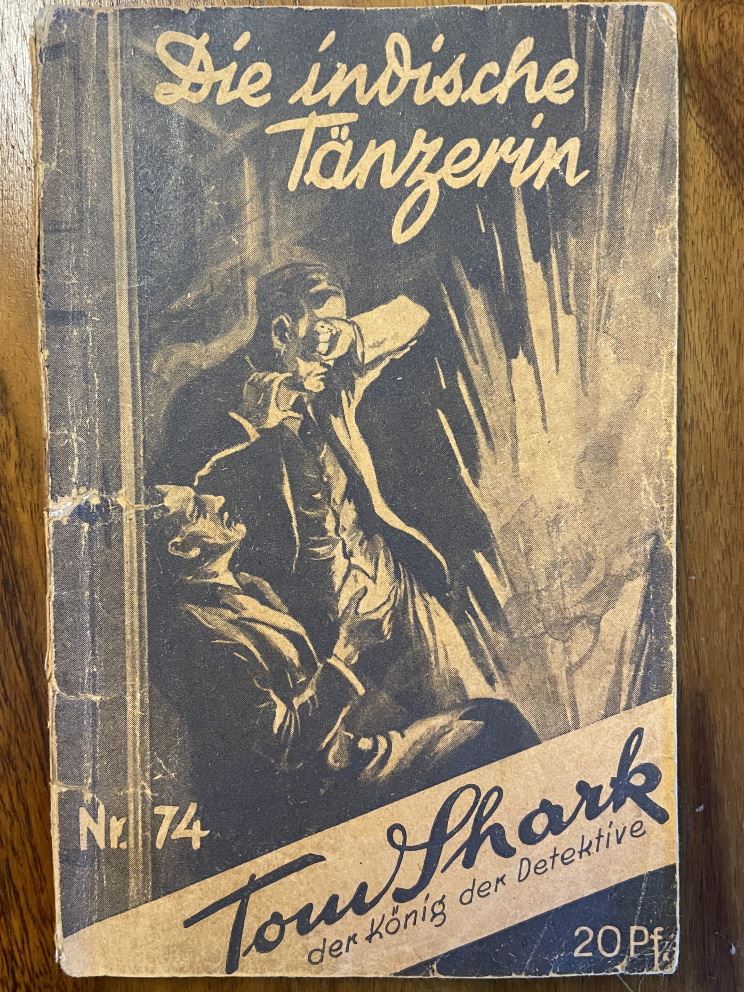 Die indische
Tänzerin
Nr. 74
Tom Shark
der König der Detektive
20 Pf.